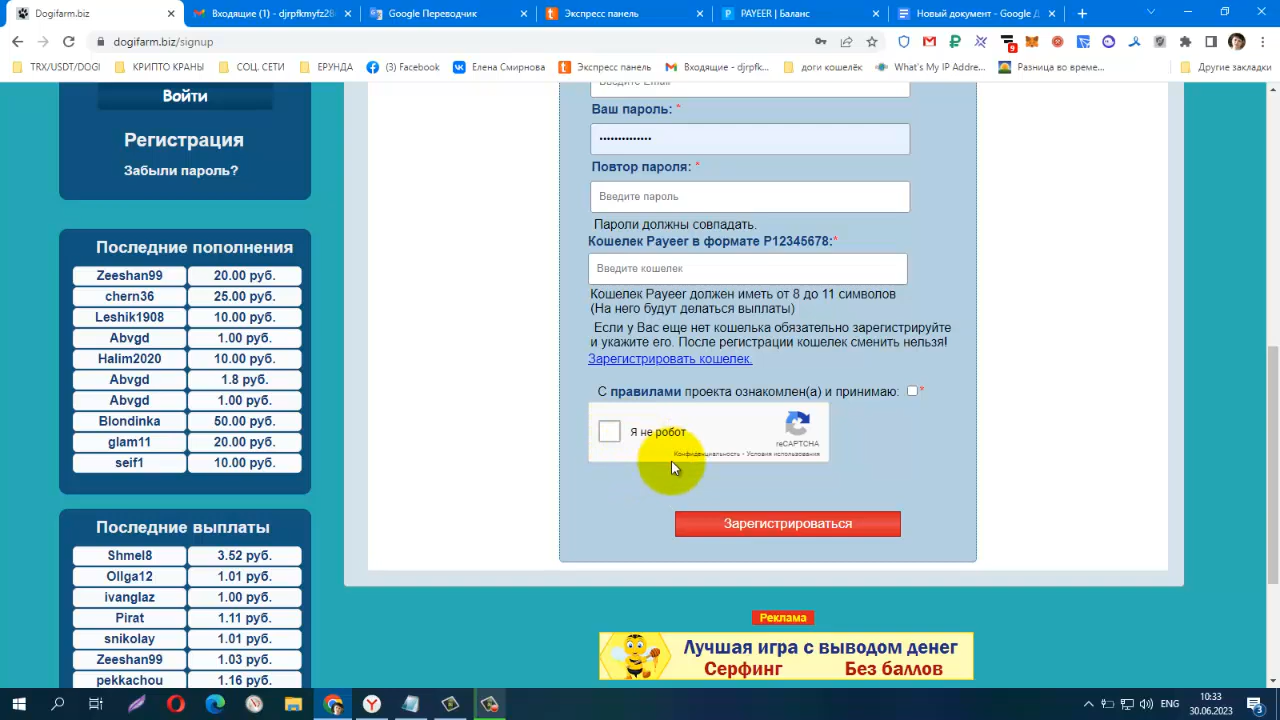 Dogifarm.biz
Входящие (1) - djrpfkmyfz26
Google Переводчик
Экспресс панель
PAYEER | Баланс
Новый документ - Google Д
dogifarm.biz/signup
9
TRX/USDT/DOGI
КРИПТО КРАНЫ
СОЦ. СЕТИ
ЕРУНДА
(3) Facebook
Елена Смирнова
Экспресс панель
Входящие - djrpfk...
доги кошелёк
What's My IP Addre...
Разница во време...
Другие закладки
Войти
Регистрация
Забыли пароль?
Последние пополнения
Zeeshan99 20.00 руб.
chern36 25.00 руб.
Leshik1908 10.00 руб.
Abvgd 1.00 руб.
Halim2020 10.00 руб.
Abvgd 1.8 руб.
Abvgd 1.00 руб.
Blondinka 50.00 руб.
glam11 20.00 руб.
seif1 10.00 руб.
Последние выплаты
Shmel8 3.52 руб.
Ollga12 1.01 руб.
ivanglaz 1.00 руб.
Pirat 1.11 руб.
snikolay 1.01 руб.
Zeeshan99 1.03 руб.
pekkachou 1.16 руб.
Введите Email
Ваш пароль: *
••••••••••••••
Повтор пароля: *
Введите пароль
Пароли должны совпадать.
Кошелек Payeer в формате P12345678:*
Введите кошелек
Кошелек Payeer должен иметь от 8 до 11 символов
(На него будут делаться выплаты)
Если у Вас еще нет кошелька обязательно зарегистрируйте
и укажите его. После регистрации кошелек сменить нельзя!
Зарегистрировать кошелек.
С правилами проекта ознакомлен(а) и принимаю: *
Я не робот
reCAPTCHA
Конфиденциальность - Условия использования
Зарегистрироваться
Реклама
Лучшая игра с выводом денег
Серфинг Без баллов
ENG
10:33
30.06.2023
3